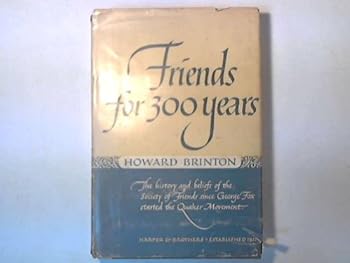 Friends
for 300 years
HOWARD BRINTON
The history and beliefs of the
Society of Friends since George Fox
started the Quaker Movement
HARPER & BROTHERS • ESTABLISHED 1817